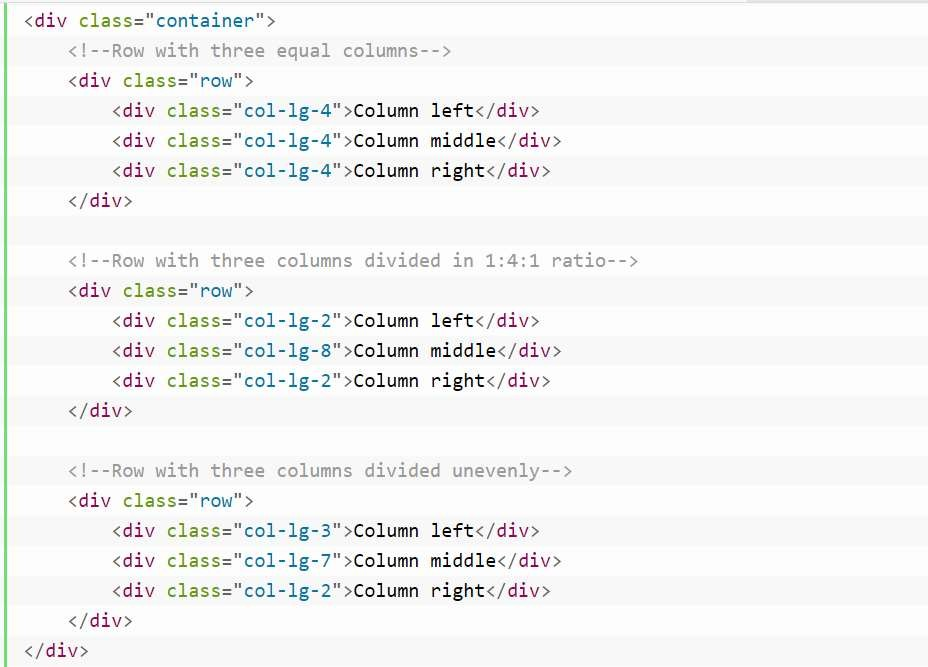 <div class="container">
    <!--Row with three equal columns-->
    <div class="row">
        <div class="col-lg-4">Column left</div>
        <div class="col-lg-4">Column middle</div>
        <div class="col-lg-4">Column right</div>
    </div>

    <!--Row with three columns divided in 1:4:1 ratio-->
    <div class="row">
        <div class="col-lg-2">Column left</div>
        <div class="col-lg-8">Column middle</div>
        <div class="col-lg-2">Column right</div>
    </div>

    <!--Row with three columns divided unevenly-->
    <div class="row">
        <div class="col-lg-3">Column left</div>
        <div class="col-lg-7">Column middle</div>
        <div class="col-lg-2">Column right</div>
    </div>
</div>